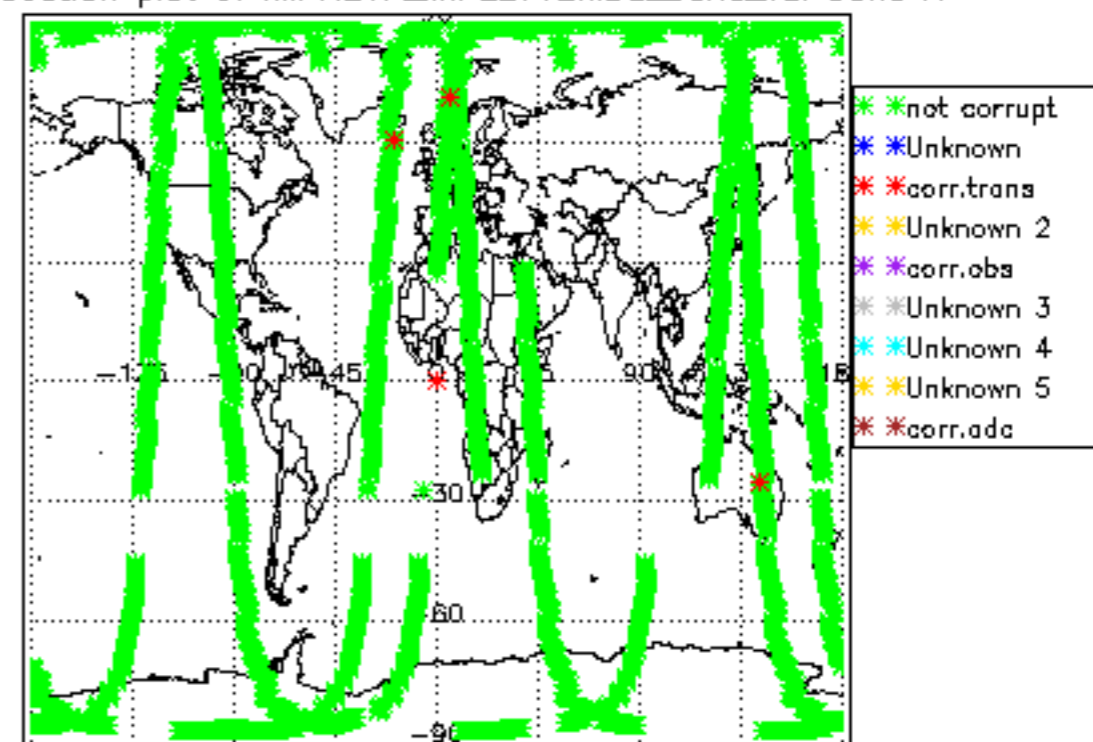 not corrupt
Unknown
corr.trans
Unknown 2
corr.obs
Unknown 3
Unknown 4
Unknown 5
corr.adc
45 90
-30
-60
-90